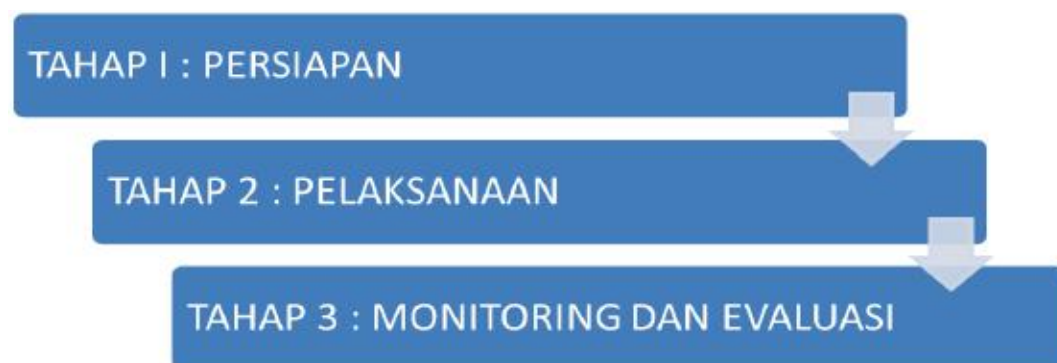 TAHAP I : PERSIAPAN
TAHAP 2 : PELAKSANAAN
TAHAP 3 : MONITORING DAN EVALUASI